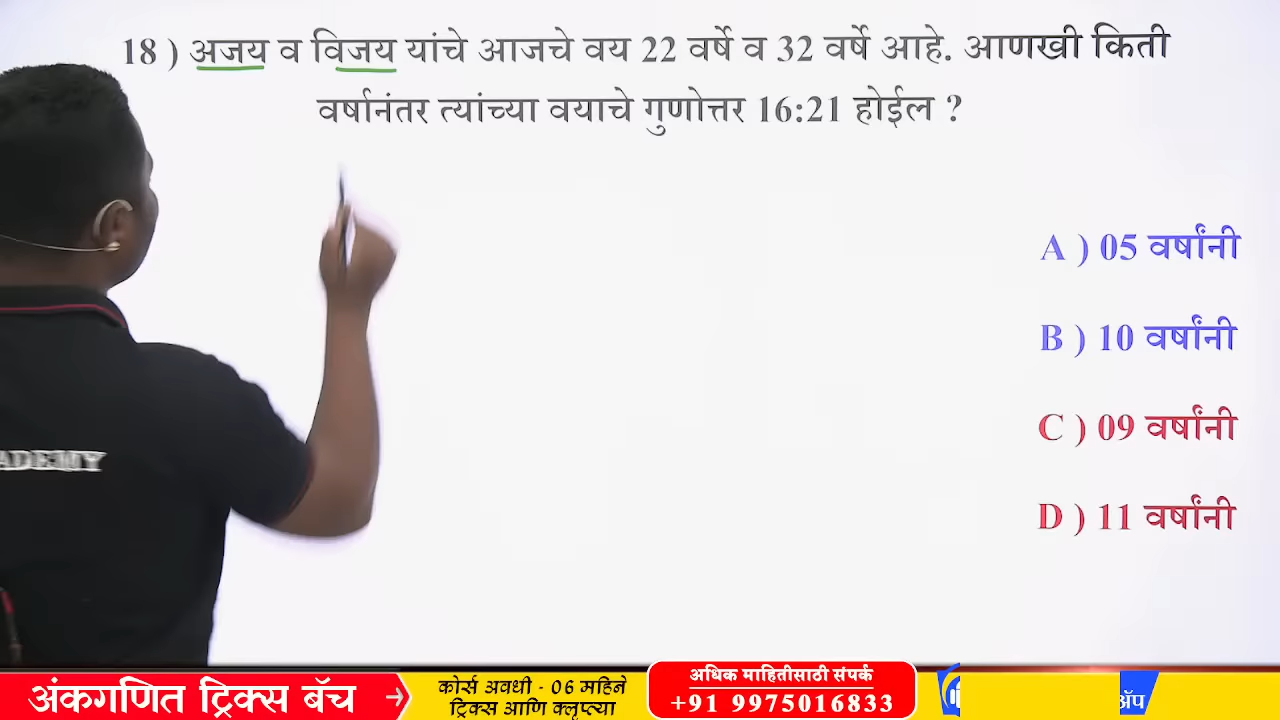 18 ) अजय व विजय यांचे आजचे वय 22 वर्षे व 32 वर्षे आहे. आणखी किती
वर्षानंतर त्यांच्या वयाचे गुणोत्तर 16:21 होईल ?
A ) 05 वर्षांनी
B ) 10 वर्षांनी
C ) 09 वर्षांनी
D ) 11 वर्षांनी
ADEMY
अंकगणित ट्रिक्स बॅच
कोर्स अवधी - 06 महिने
ट्रिक्स आणि क्लृप्त्या
अधिक माहितीसाठी संपर्क
+91 9975016833
ॲप